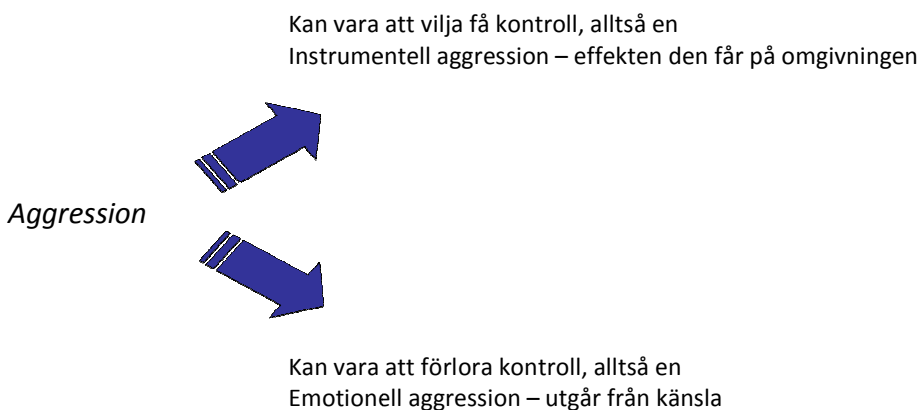 Kan vara att vilja få kontroll, alltså en
Instrumentell aggression – effekten den får på omgivningen
Aggression
Kan vara att förlora kontroll, alltså en
Emotionell aggression – utgår från känsla